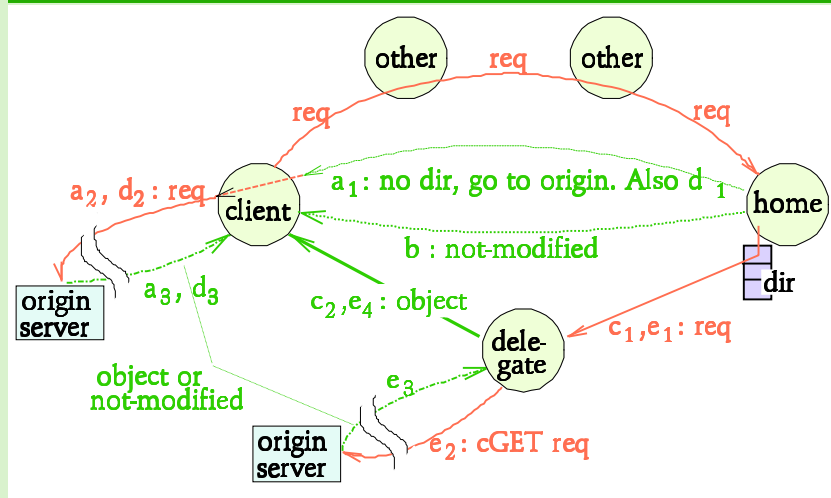 other
other
req
req
req
a1: no dir, go to origin. Also d 1
a2, d2 : req
client
home
b : not-modified
a3, d3
dir
origin
server
c2,e4 : object
c1,e1: req
dele-
gate
object or
not-modified
e3
origin
server
e2: cGET req